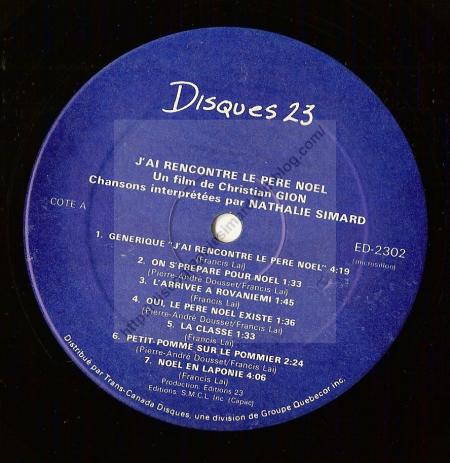 Disques 23
J'AI RENCONTRE LE PERE NOEL
Un film de Christian GION
Chansons interprétées par NATHALIE SIMARD
COTE A
ED-2302
(microsillon)
1. GENERIQUE "J'AI RENCONTRE LE PERE NOEL" 4:19
(Francis Lai)
2. ON S'PREPARE POUR NOEL 1:33
(Pierre-André Dousset/Francis Lai)
3. L'ARRIVEE A ROVANIEMI 1:45
(Francis Lai)
4. OUI, LE PERE NOEL EXISTE 1:36
(Pierre-André Dousset/Francis Lai)
5. LA CLASSE 1:33
(Francis Lai)
6. PETIT-POMME SUR LE POMMIER 2:24
(Pierre-André Dousset/Francis Lai)
7. NOEL EN LAPONIE 4:06
(Francis Lai)
Production: Editions 23
Editions S.M.C.L. Inc. (Capac)
Distribué par Trans-Canada Disques, une division de Groupe Quebecor inc.